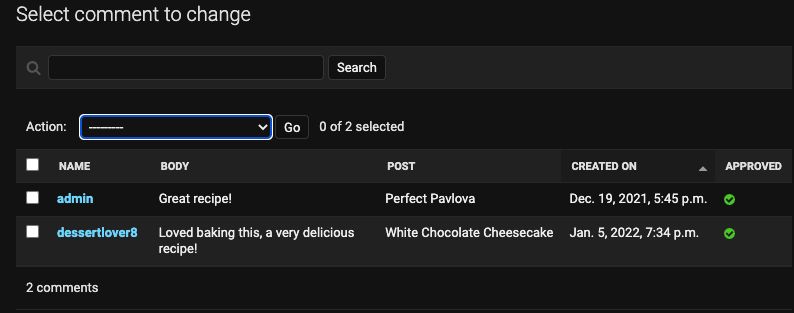 Select comment to change
Search
Action: --------- Go 0 of 2 selected
NAME BODY POST CREATED ON APPROVED
admin Great recipe! Perfect Pavlova Dec. 19, 2021, 5:45 p.m.
dessertlover8 Loved baking this, a very delicious White Chocolate Cheesecake Jan. 5, 2022, 7:34 p.m.
recipe!
2 comments